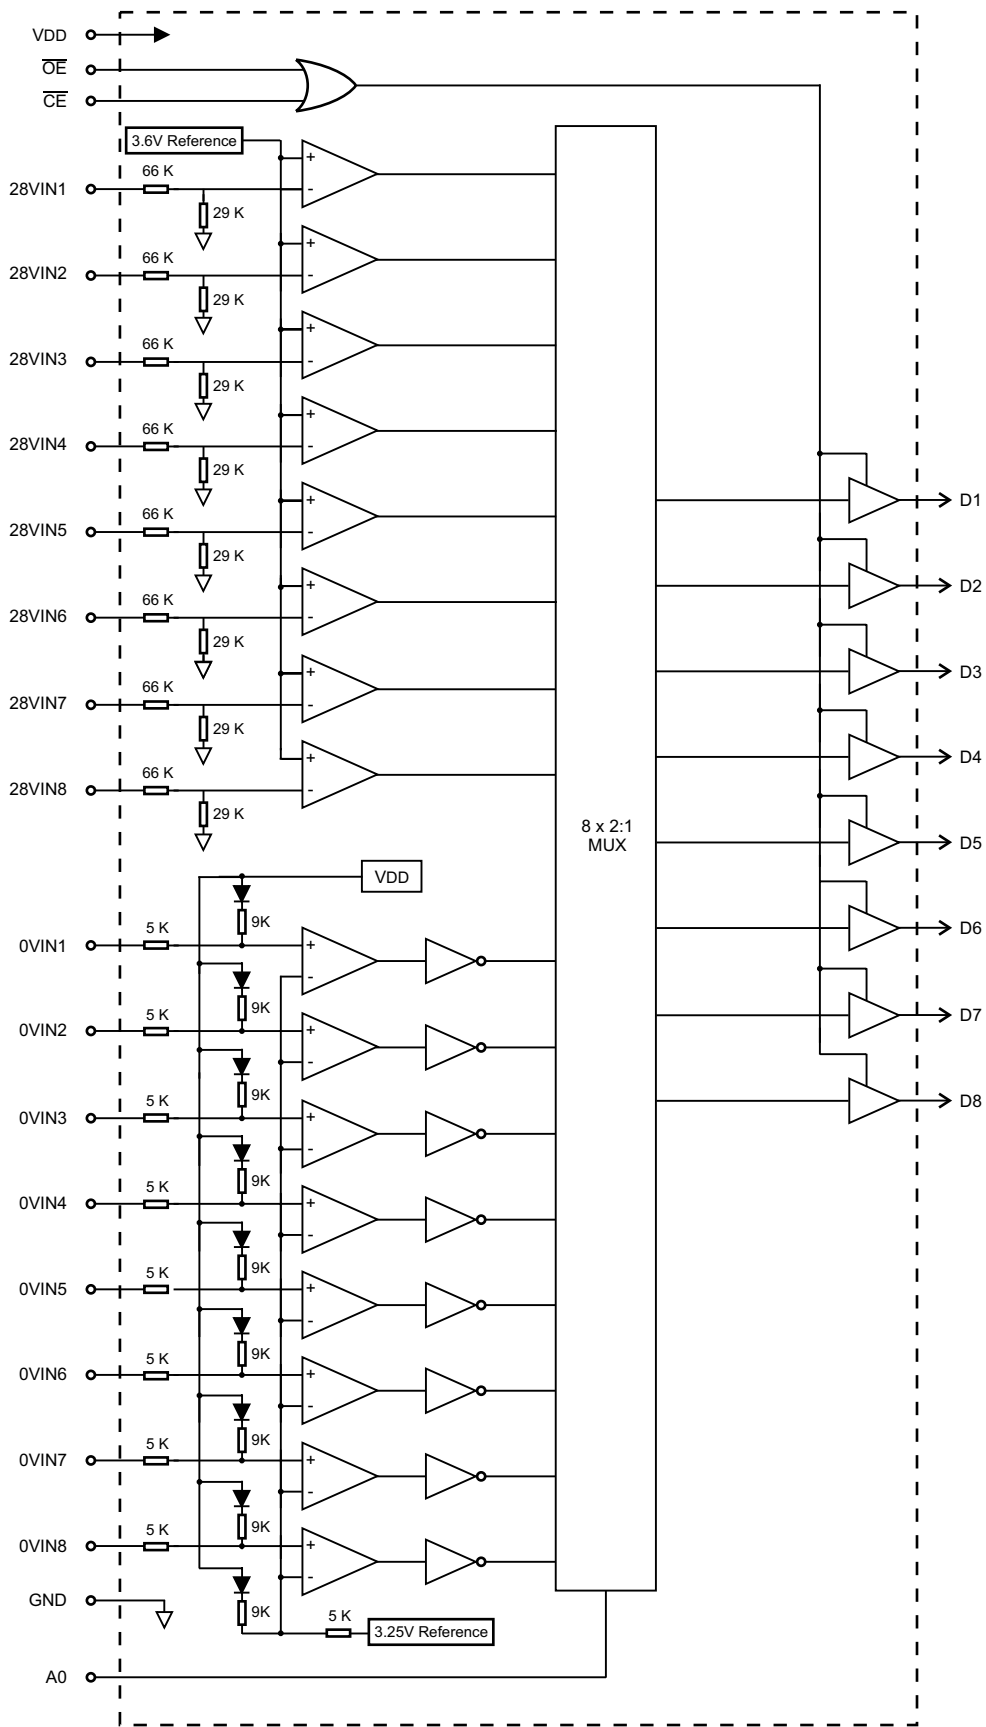 VDD
O̅E̅
C̅E̅
3.6V Reference
+
66 K
28VIN1
-
29 K
+
66 K
28VIN2
-
29 K
+
66 K
28VIN3
-
29 K
+
66 K
28VIN4
-
29 K
+
66 K
28VIN5
-
29 K
+
66 K
28VIN6
-
29 K
+
66 K
28VIN7
-
29 K
+
66 K
28VIN8
-
29 K
8 x 2:1
MUX
D1
D2
D3
D4
D5
D6
D7
D8
VDD
9K
5 K
0VIN1
+
-
9K
5 K
0VIN2
+
-
9K
5 K
0VIN3
+
-
9K
5 K
0VIN4
+
-
9K
5 K
0VIN5
+
-
9K
5 K
0VIN6
+
-
9K
5 K
0VIN7
+
-
9K
5 K
0VIN8
+
-
GND
9K
5 K
3.25V Reference
A0